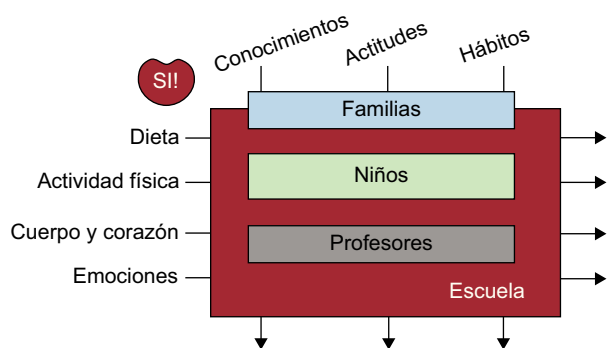 Conocimientos
Actitudes
Hábitos
SI!
Familias
Dieta
Actividad física
Niños
Cuerpo y corazón
Profesores
Emociones
Escuela